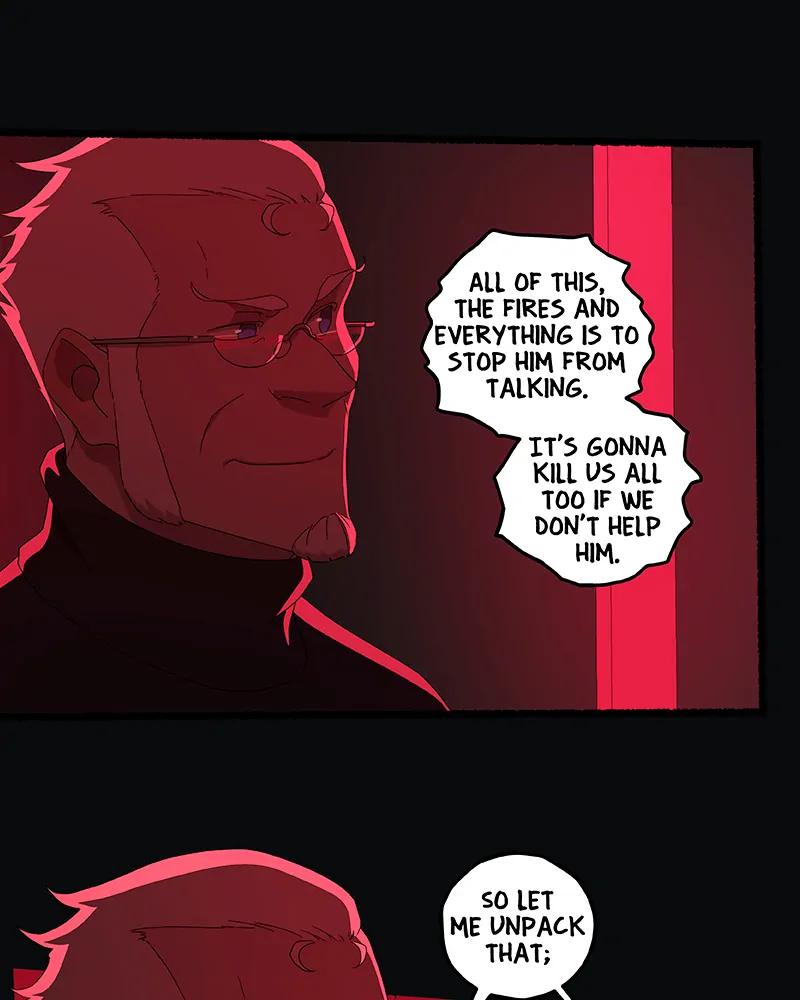 ALL OF THIS,
THE FIRES AND
EVERYTHING IS TO
STOP HIM FROM
TALKING.
IT'S GONNA
KILL US ALL
TOO IF WE
DON'T HELP
HIM.
SO LET
ME UNPACK
THAT;